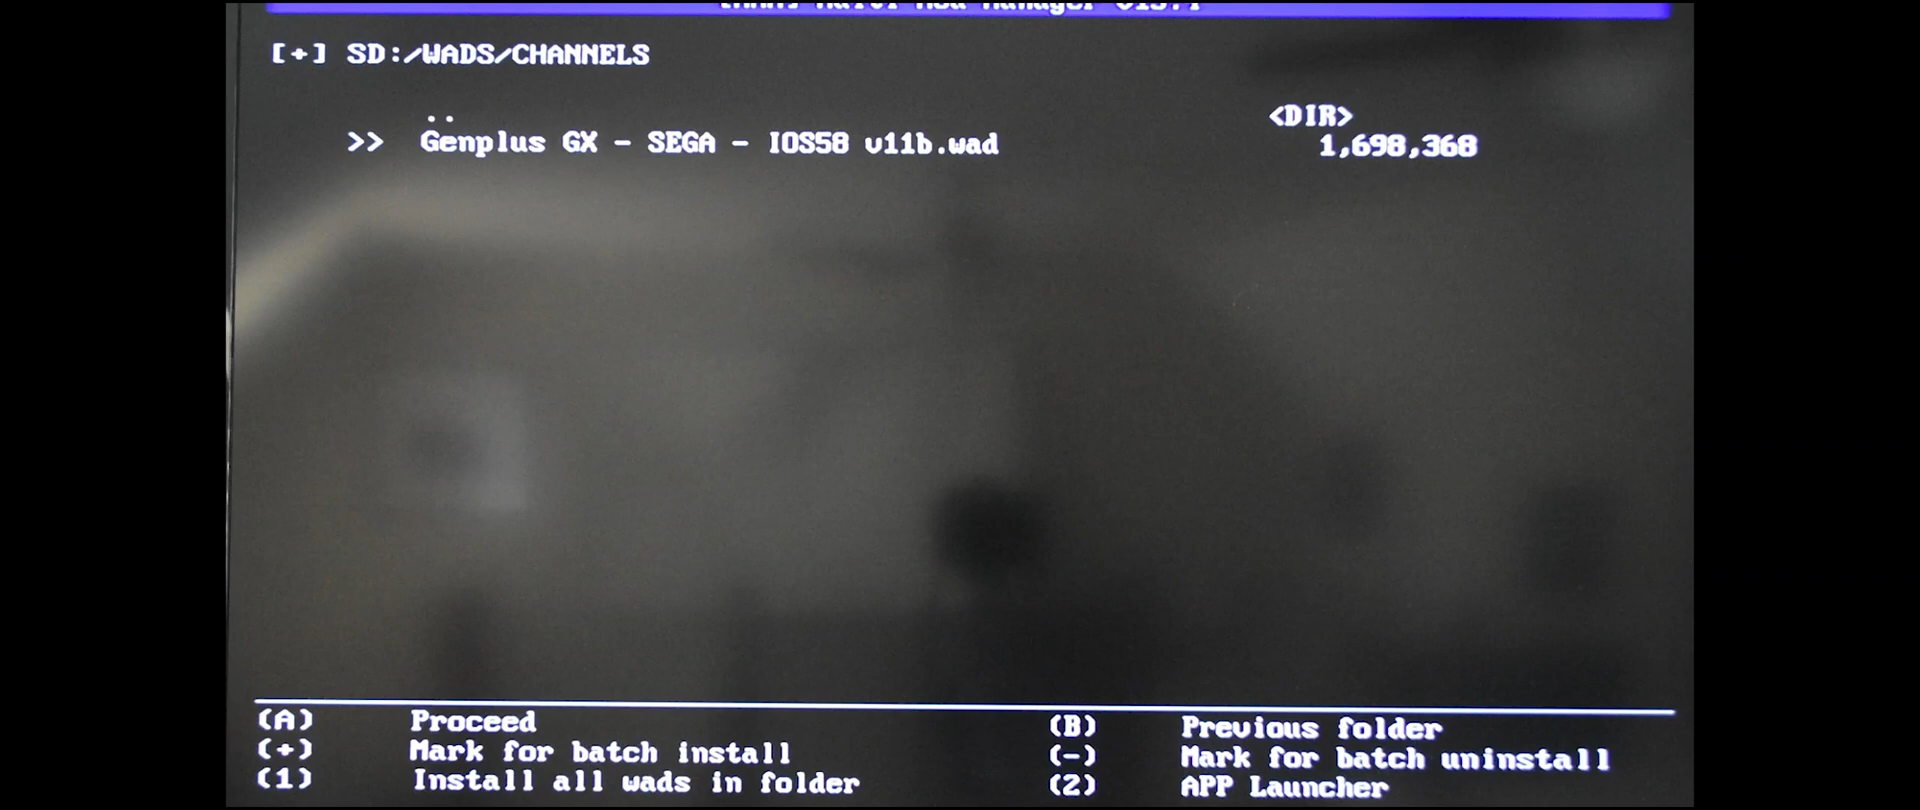 Manager
[+] SD:/WADS/CHANNELS
.. <DIR>
>> Genplus GX - SEGA - IOS58 v11b.wad 1,698,368
(A) Proceed (B) Previous folder
(+) Mark for batch install (-) Mark for batch uninstall
(1) Install all wads in folder (2) APP Launcher